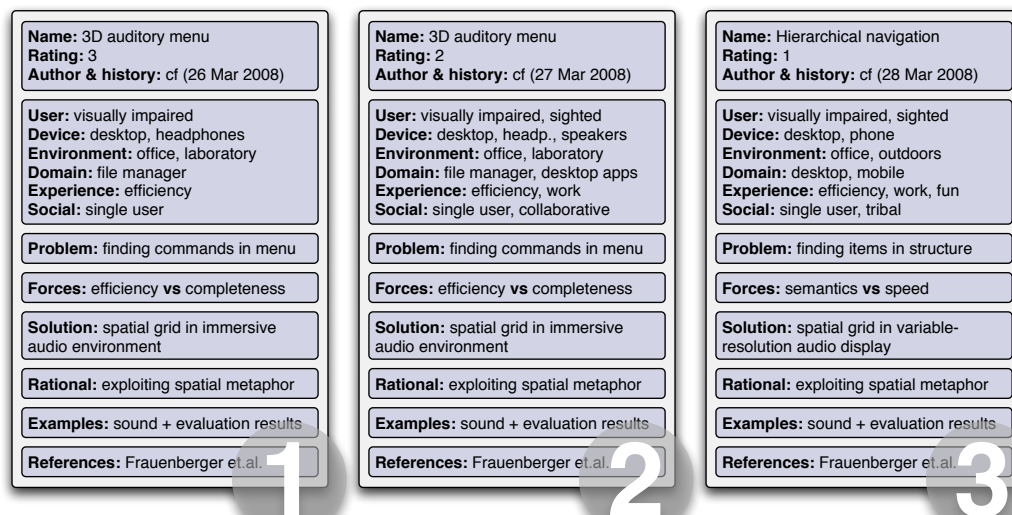 Name: 3D auditory menu
Rating: 3
Author & history: cf (26 Mar 2008)
User: visually impaired
Device: desktop, headphones
Environment: office, laboratory
Domain: file manager
Experience: efficiency
Social: single user
Problem: finding commands in menu
Forces: efficiency vs completeness
Solution: spatial grid in immersive
audio environment
Rational: exploiting spatial metaphor
Examples: sound + evaluation results
References: Frauenberger et.al.
1
Name: 3D auditory menu
Rating: 2
Author & history: cf (27 Mar 2008)
User: visually impaired, sighted
Device: desktop, headp., speakers
Environment: office, laboratory
Domain: file manager, desktop apps
Experience: efficiency, work
Social: single user, collaborative
Problem: finding commands in menu
Forces: efficiency vs completeness
Solution: spatial grid in immersive
audio environment
Rational: exploiting spatial metaphor
Examples: sound + evaluation results
References: Frauenberger et.al.
2
Name: Hierarchical navigation
Rating: 1
Author & history: cf (28 Mar 2008)
User: visually impaired, sighted
Device: desktop, phone
Environment: office, outdoors
Domain: desktop, mobile
Experience: efficiency, work, fun
Social: single user, tribal
Problem: finding items in structure
Forces: semantics vs speed
Solution: spatial grid in variable-
resolution audio display
Rational: exploiting spatial metaphor
Examples: sound + evaluation results
References: Frauenberger et.al.
3